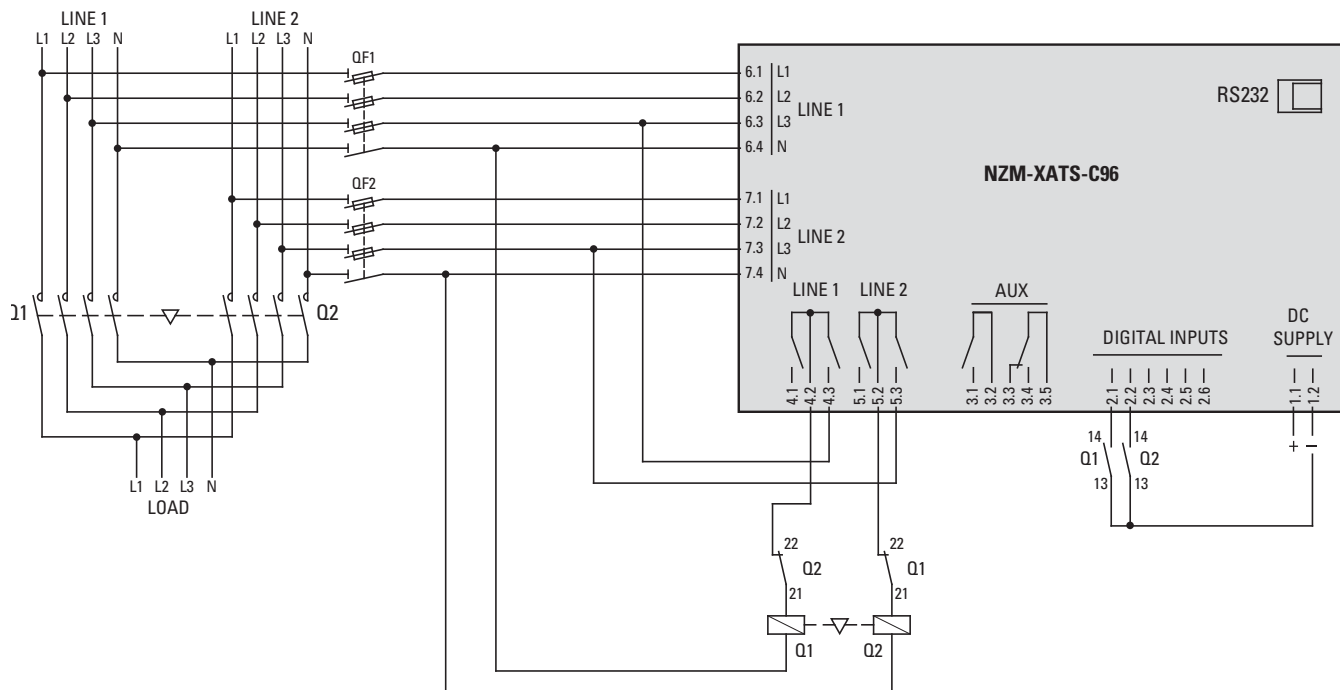 LINE 1 LINE 2
L1 L2 L3 N L1 L2 L3 N
QF1
6.1 L1
6.2 L2
6.3 L3
6.4 N
LINE 1
RS232
NZM-XATS-C96
QF2
7.1 L1
7.2 L2
7.3 L3
7.4 N
LINE 2
Q1 Q2
LINE 1 LINE 2 AUX
DIGITAL INPUTS
DC
SUPPLY
4.1 4.2 4.3 5.1 5.2 5.3 3.1 3.2 3.3 3.4 3.5 2.1 2.2 2.3 2.4 2.5 2.6 1.1 1.2
L1 L2 L3 N
LOAD
14 14
Q1 Q2
13 13
+ −
22 22
Q2 Q1
21 21
Q1 Q2